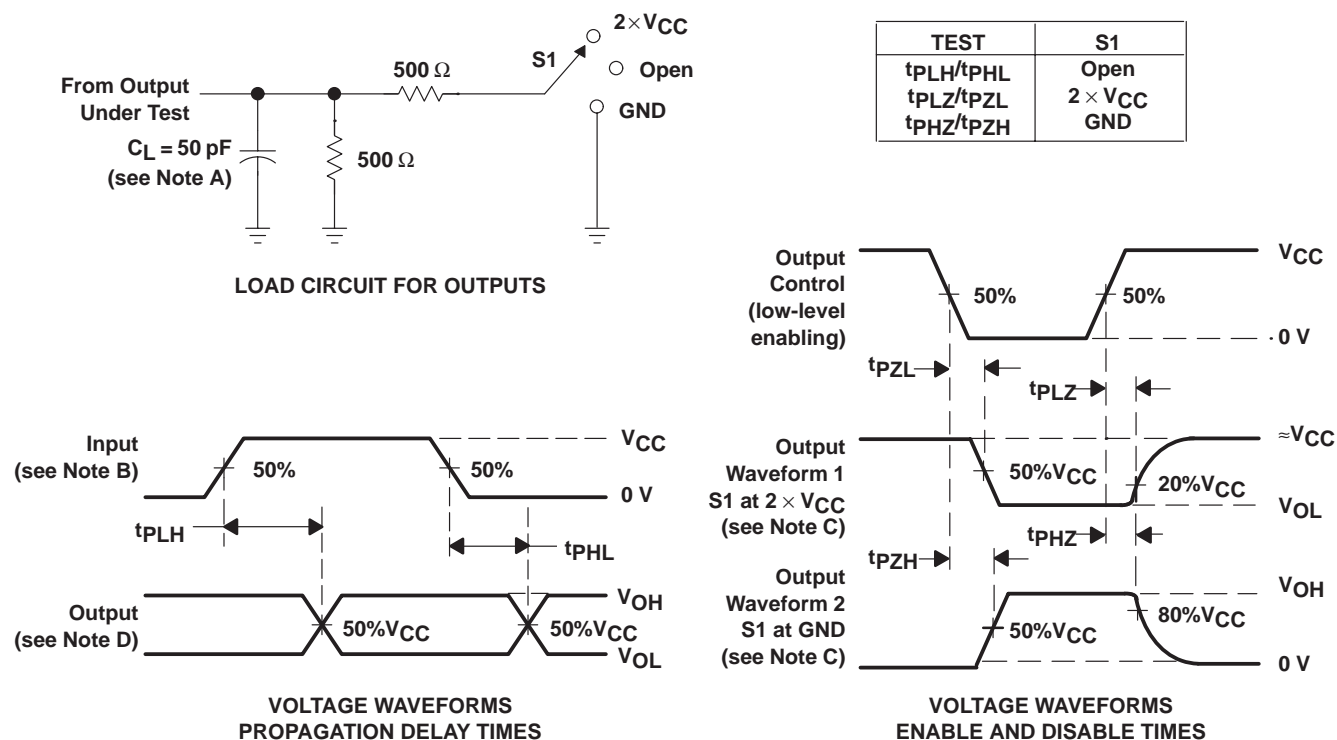 2 × VCC
S1
Open
500 Ω
GND
From Output
Under Test
CL = 50 pF
(see Note A)
500 Ω
LOAD CIRCUIT FOR OUTPUTS
TEST S1
tPLH/tPHL Open
tPLZ/tPZL 2 × VCC
tPHZ/tPZH GND
Input
(see Note B)
50%
50%
VCC
0 V
tPLH
tPHL
Output
(see Note D)
50%VCC
50%VCC
VOH
VOL
VOLTAGE WAVEFORMS
PROPAGATION DELAY TIMES
Output
Control
(low-level
enabling)
50%
50%
VCC
0 V
tPZL
tPLZ
Output
Waveform 1
S1 at 2 × VCC
(see Note C)
50%VCC
20%VCC
≈VCC
VOL
tPZH
tPHZ
Output
Waveform 2
S1 at GND
(see Note C)
50%VCC
80%VCC
VOH
0 V
VOLTAGE WAVEFORMS
ENABLE AND DISABLE TIMES